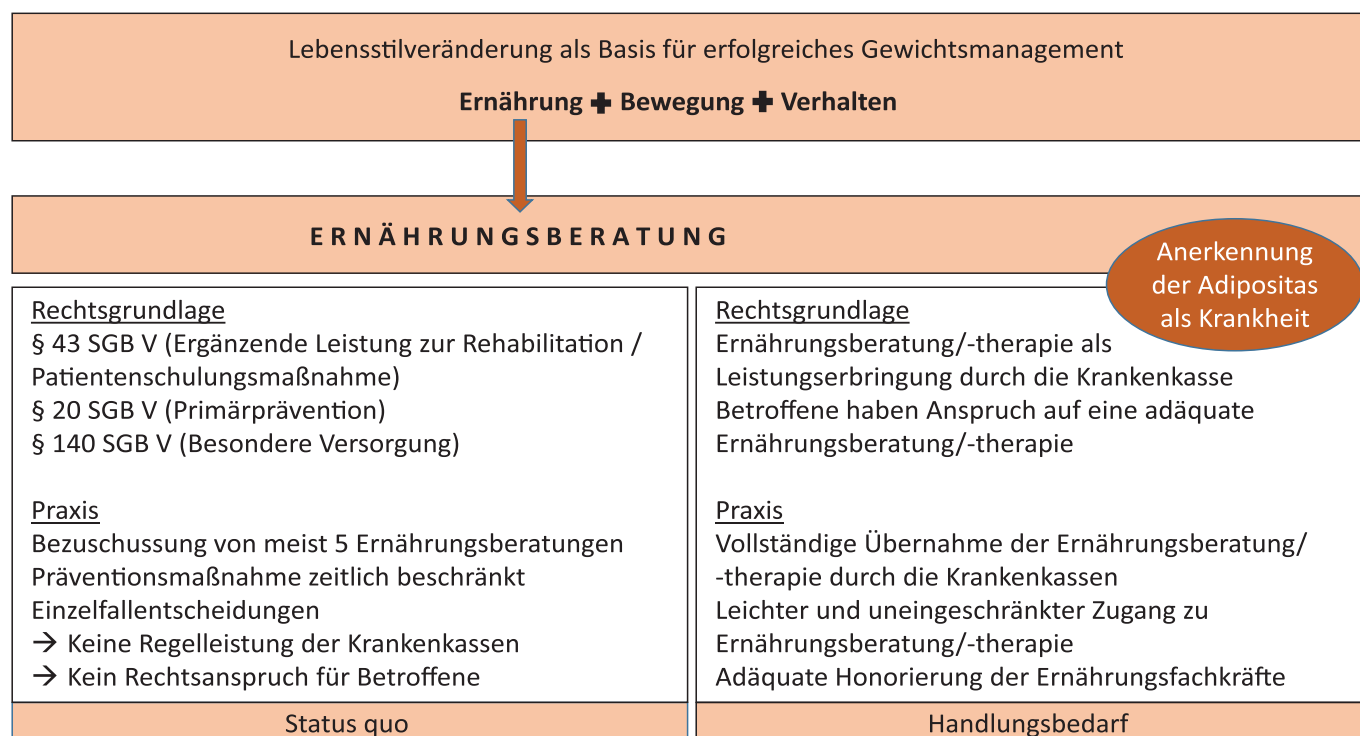 Lebensstilveränderung als Basis für erfolgreiches Gewichtsmanagement
Ernährung ✚ Bewegung ✚ Verhalten
ERNÄHRUNGSBERATUNG
Anerkennung
der Adipositas
als Krankheit
Rechtsgrundlage
§ 43 SGB V (Ergänzende Leistung zur Rehabilitation /
Patientenschulungsmaßnahme)
§ 20 SGB V (Primärprävention)
§ 140 SGB V (Besondere Versorgung)
Praxis
Bezuschussung von meist 5 Ernährungsberatungen
Präventionsmaßnahme zeitlich beschränkt
Einzelfallentscheidungen
→ Keine Regelleistung der Krankenkassen
→ Kein Rechtsanspruch für Betroffene
Status quo
Rechtsgrundlage
Ernährungsberatung/-therapie als
Leistungserbringung durch die Krankenkasse
Betroffene haben Anspruch auf eine adäquate
Ernährungsberatung/-therapie
Praxis
Vollständige Übernahme der Ernährungsberatung/
-therapie durch die Krankenkassen
Leichter und uneingeschränkter Zugang zu
Ernährungsberatung/-therapie
Adäquate Honorierung der Ernährungsfachkräfte
Handlungsbedarf